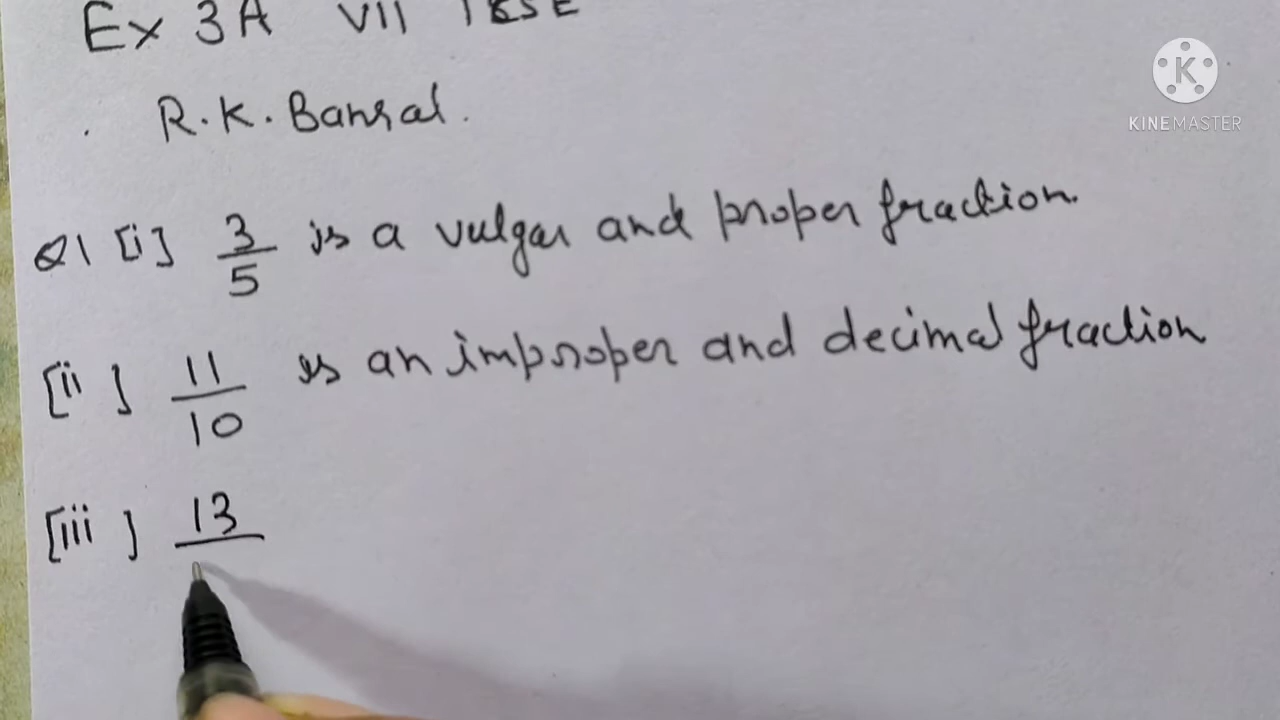 Ex 3A VII ICSE
R.K. Bansal.
Q1 [i] 3/5 is a vulgar and proper fraction.
[ii] 11/10 is an improper and decimal fraction
[iii] 13/
KINEMASTER